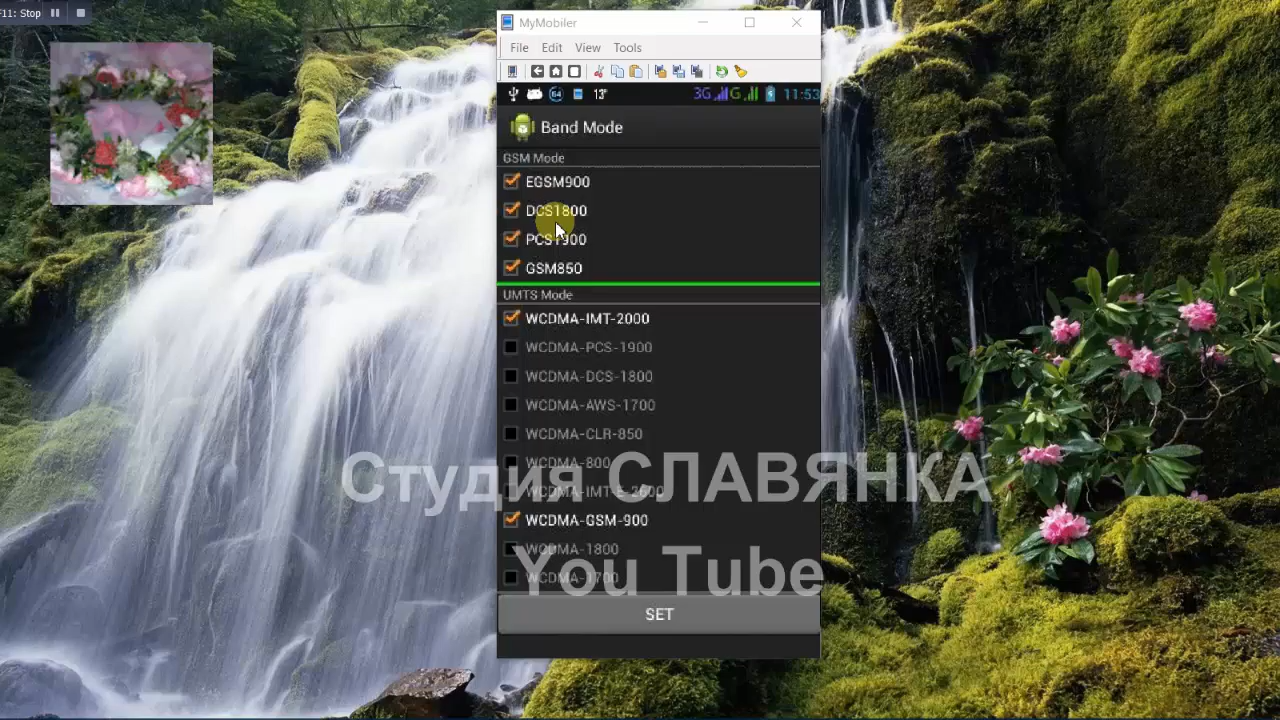 F11: Stop
MyMobiler
File Edit View Tools
64 13° 3G G 11:53
Band Mode
GSM Mode
EGSM900
DCS1800
PCS1900
GSM850
UMTS Mode
WCDMA-IMT-2000
WCDMA-PCS-1900
WCDMA-DCS-1800
WCDMA-AWS-1700
WCDMA-CLR-850
WCDMA-800
WCDMA-IMT-E-2600
Студия СЛАВЯНКА
WCDMA-GSM-900
WCDMA-1800
WCDMA-1700
You Tube
SET